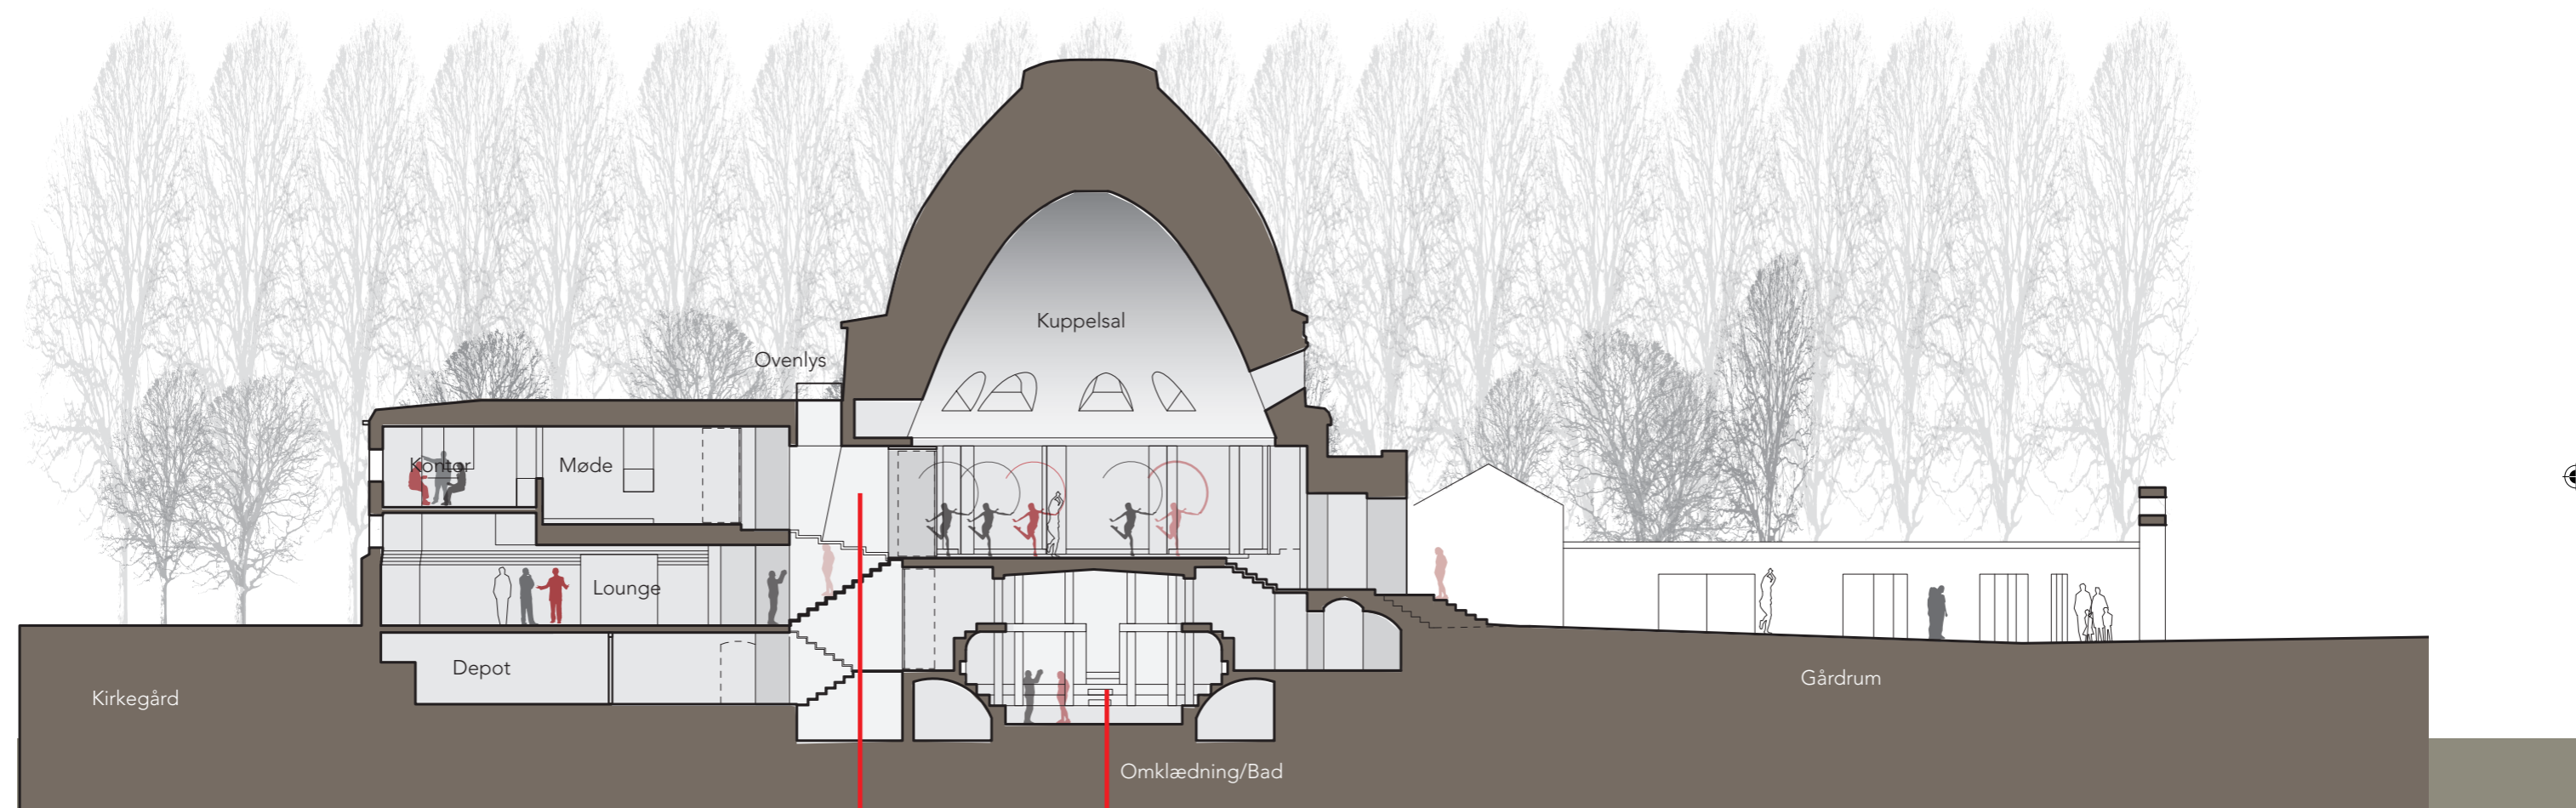 Kuppelsal
Ovenlys
Kontor
Møde
Lounge
Depot
Kirkegård
Gårdrum
Omklædning/Bad